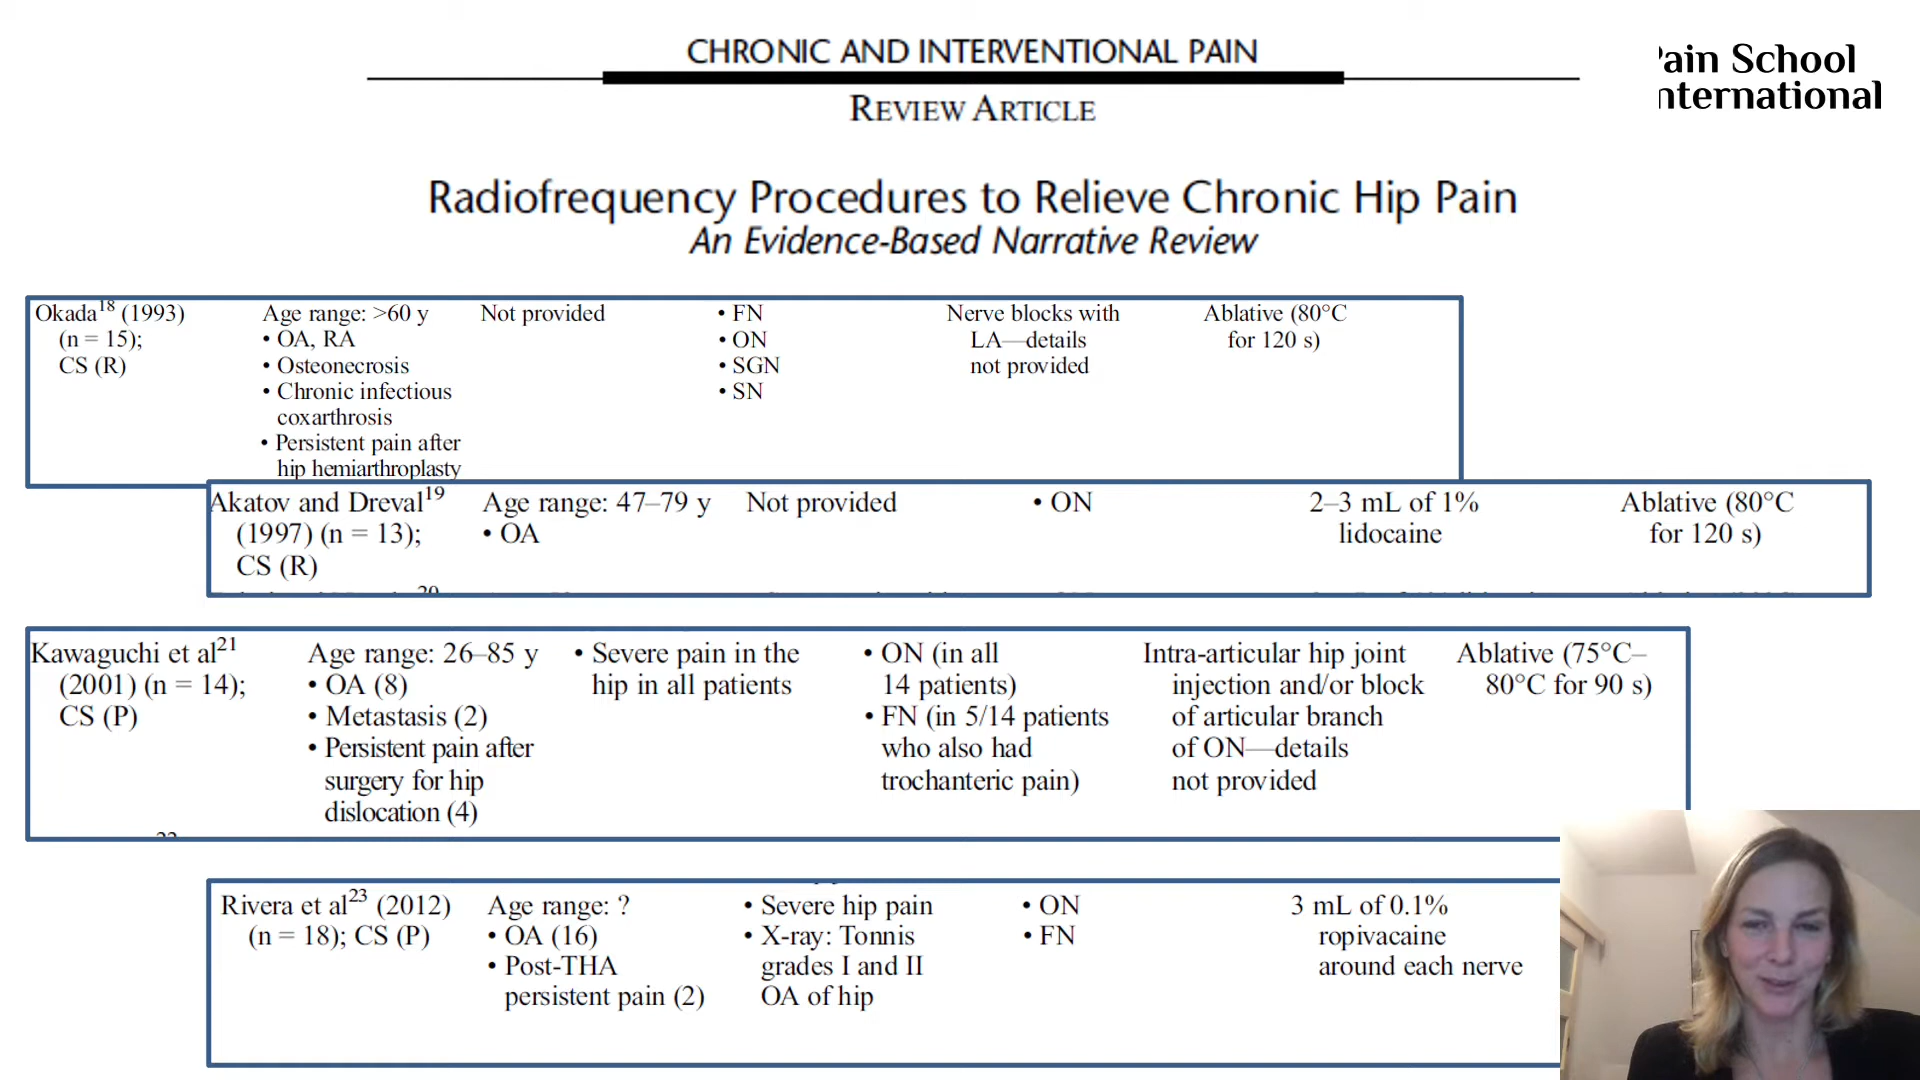 CHRONIC AND INTERVENTIONAL PAIN
REVIEW ARTICLE
ain School
nternational
Radiofrequency Procedures to Relieve Chronic Hip Pain
An Evidence-Based Narrative Review
Okada18 (1993)
(n = 15);
CS (R)
Age range: >60 y
• OA, RA
• Osteonecrosis
• Chronic infectious
coxarthrosis
• Persistent pain after
hip hemiarthroplasty
Not provided
• FN
• ON
• SGN
• SN
Nerve blocks with
LA—details
not provided
Ablative (80°C
for 120 s)
Akatov and Dreval19
(1997) (n = 13);
CS (R)
Age range: 47–79 y
• OA
Not provided
• ON
2–3 mL of 1%
lidocaine
Ablative (80°C
for 120 s)
Kawaguchi et al21
(2001) (n = 14);
CS (P)
Age range: 26–85 y
• OA (8)
• Metastasis (2)
• Persistent pain after
surgery for hip
dislocation (4)
• Severe pain in the
hip in all patients
• ON (in all
14 patients)
• FN (in 5/14 patients
who also had
trochanteric pain)
Intra-articular hip joint
injection and/or block
of articular branch
of ON—details
not provided
Ablative (75°C–
80°C for 90 s)
Rivera et al23 (2012)
(n = 18); CS (P)
Age range: ?
• OA (16)
• Post-THA
persistent pain (2)
• Severe hip pain
• X-ray: Tonnis
grades I and II
OA of hip
• ON
• FN
3 mL of 0.1%
ropivacaine
around each nerve